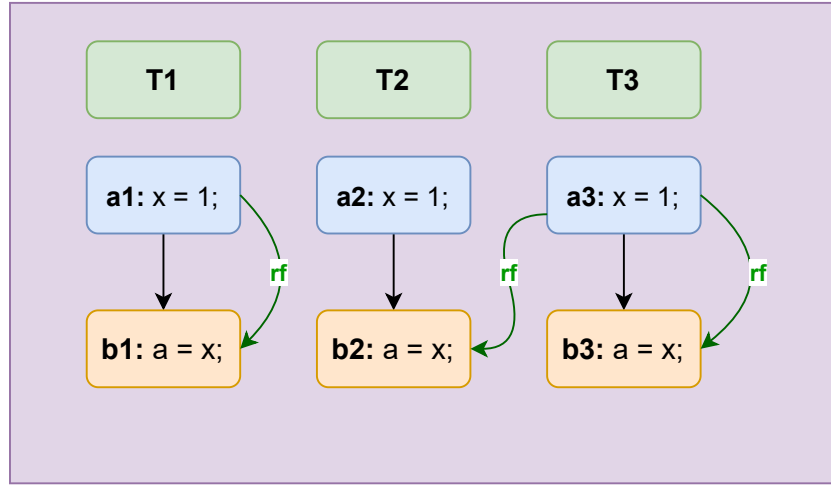 T1
T2
T3
a1: x = 1;
a2: x = 1;
a3: x = 1;
rf
rf
rf
b1: a = x;
b2: a = x;
b3: a = x;